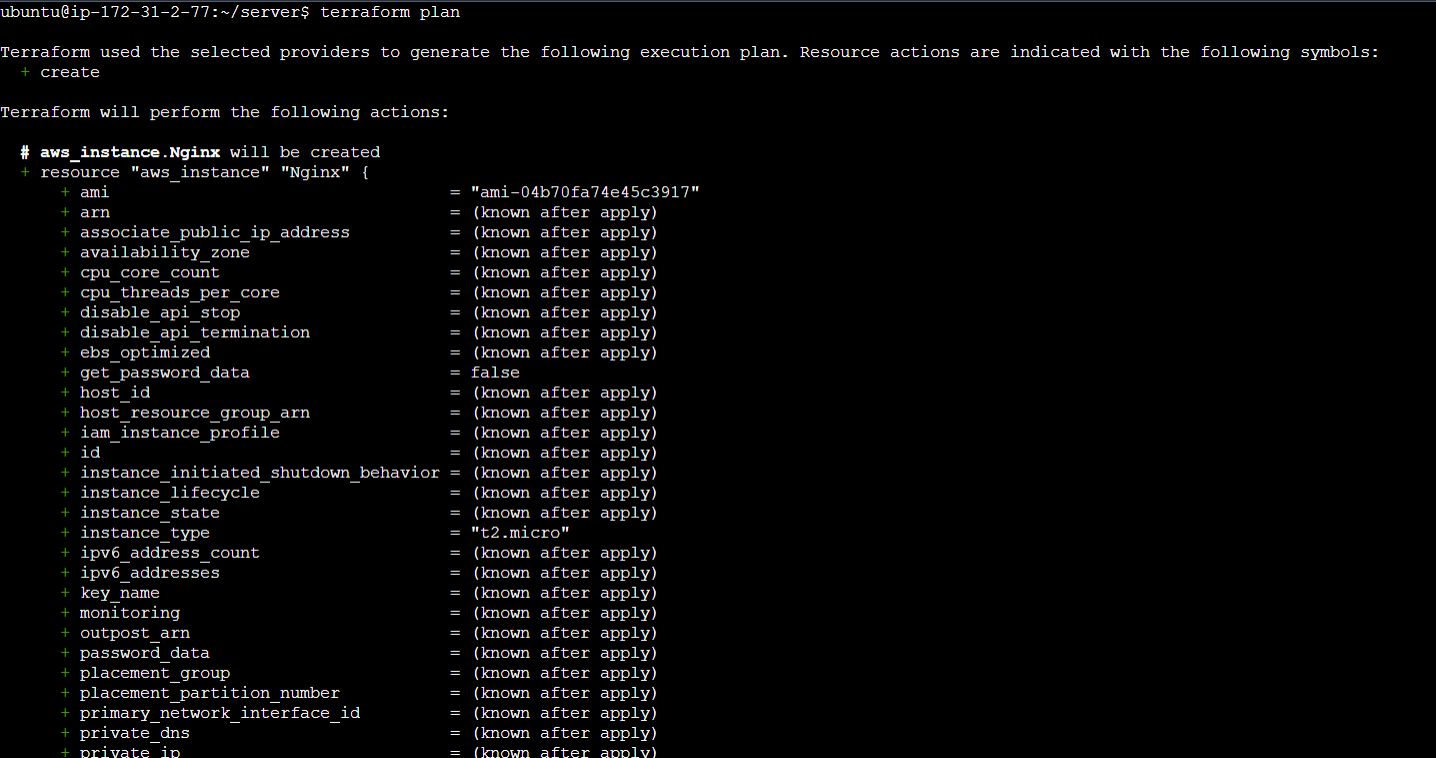 ubuntu@ip-172-31-2-77:~/server$ terraform plan
Terraform used the selected providers to generate the following execution plan. Resource actions are indicated with the following symbols:
+ create
Terraform will perform the following actions:
# aws_instance.Nginx will be created
+ resource "aws_instance" "Nginx" {
+ ami = "ami-04b70fa74e45c3917"
+ arn = (known after apply)
+ associate_public_ip_address = (known after apply)
+ availability_zone = (known after apply)
+ cpu_core_count = (known after apply)
+ cpu_threads_per_core = (known after apply)
+ disable_api_stop = (known after apply)
+ disable_api_termination = (known after apply)
+ ebs_optimized = (known after apply)
+ get_password_data = false
+ host_id = (known after apply)
+ host_resource_group_arn = (known after apply)
+ iam_instance_profile = (known after apply)
+ id = (known after apply)
+ instance_initiated_shutdown_behavior = (known after apply)
+ instance_lifecycle = (known after apply)
+ instance_state = (known after apply)
+ instance_type = "t2.micro"
+ ipv6_address_count = (known after apply)
+ ipv6_addresses = (known after apply)
+ key_name = (known after apply)
+ monitoring = (known after apply)
+ outpost_arn = (known after apply)
+ password_data = (known after apply)
+ placement_group = (known after apply)
+ placement_partition_number = (known after apply)
+ primary_network_interface_id = (known after apply)
+ private_dns = (known after apply)
+ private_ip = (known after apply)